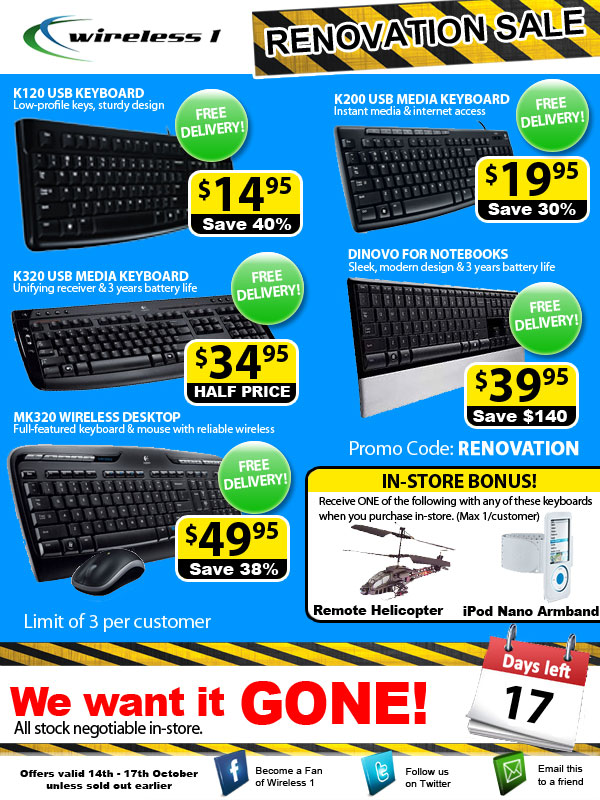 wireless 1
RENOVATION SALE
K120 USB KEYBOARD
Low-profile keys, sturdy design
FREE
DELIVERY!
$14.95
Save 40%
K200 USB MEDIA KEYBOARD
Instant media & internet access
FREE
DELIVERY!
$19.95
Save 30%
K320 USB MEDIA KEYBOARD
Unifying receiver & 3 years battery life
FREE
DELIVERY!
$34.95
HALF PRICE
DINOVO FOR NOTEBOOKS
Sleek, modern design & 3 years battery life
FREE
DELIVERY!
$39.95
Save $140
MK320 WIRELESS DESKTOP
Full-featured keyboard & mouse with reliable wireless
FREE
DELIVERY!
$49.95
Save 38%
Limit of 3 per customer
Promo Code: RENOVATION
IN-STORE BONUS!
Receive ONE of the following with any of these keyboards
when you purchase in-store. (Max 1/customer)
Remote Helicopter
iPod Nano Armband
We want it GONE!
All stock negotiable in-store.
Days left
17
Offers valid 14th - 17th October
unless sold out earlier
Become a Fan
of Wireless 1
Follow us
on Twitter
Email this
to a friend